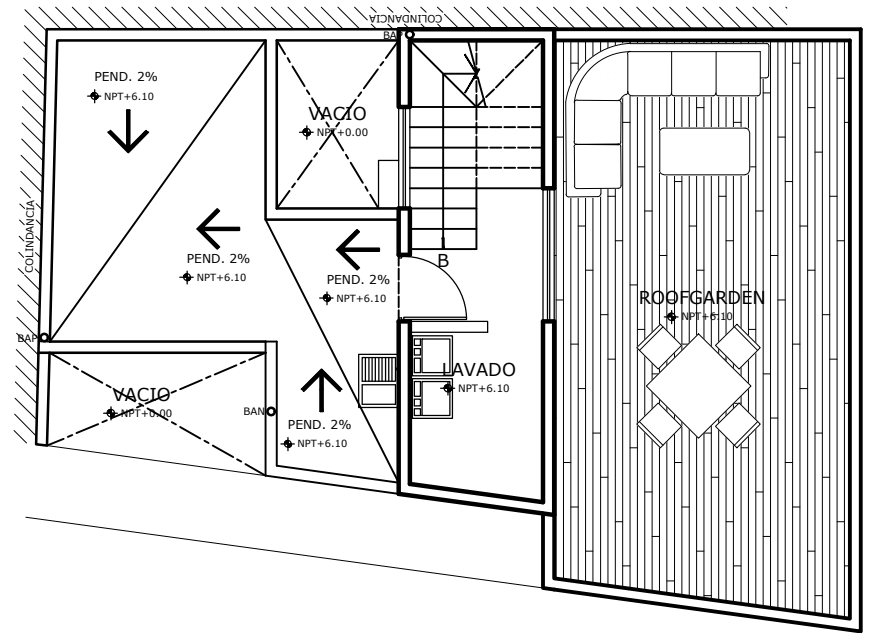 COLINDANCIA
BAP
PEND. 2%
NPT+6.10
VACIO
NPT+0.00
COLINDANCIA
PEND. 2%
NPT+6.10
PEND. 2%
NPT+6.10
B
ROOFGARDEN
NPT+6.10
BAP
LAVADO
NPT+6.10
VACIO
NPT+0.00
BAN
PEND. 2%
NPT+6.10